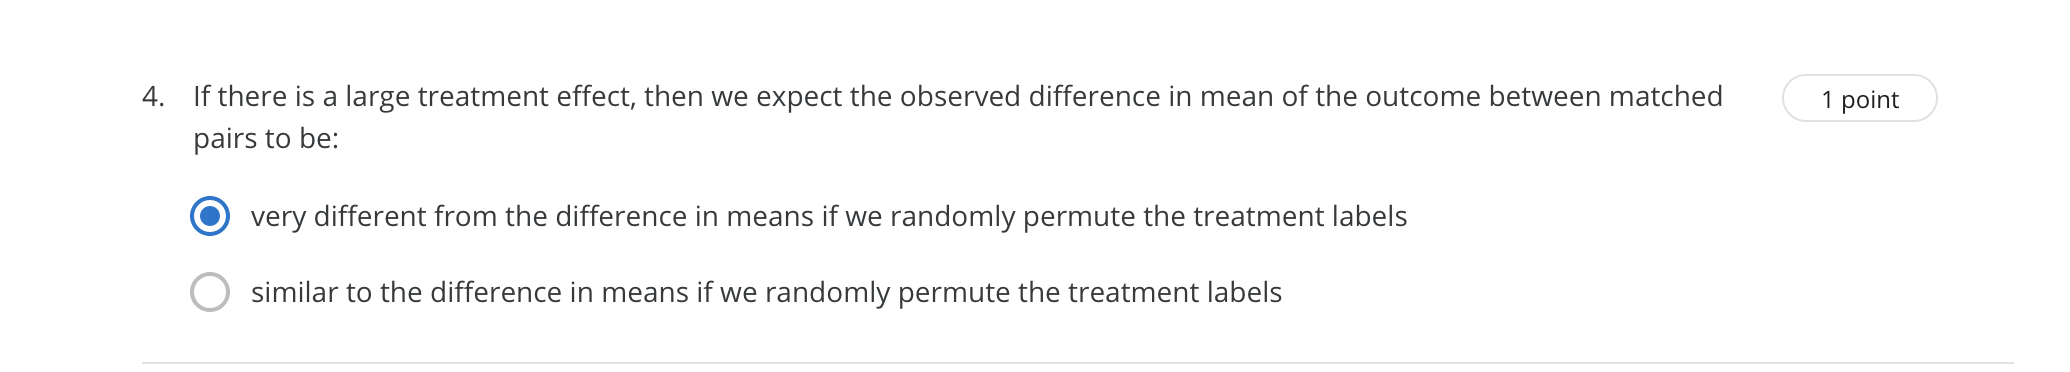 4. If there is a large treatment effect, then we expect the observed difference in mean of the outcome between matched
pairs to be:
1 point
very different from the difference in means if we randomly permute the treatment labels
similar to the difference in means if we randomly permute the treatment labels